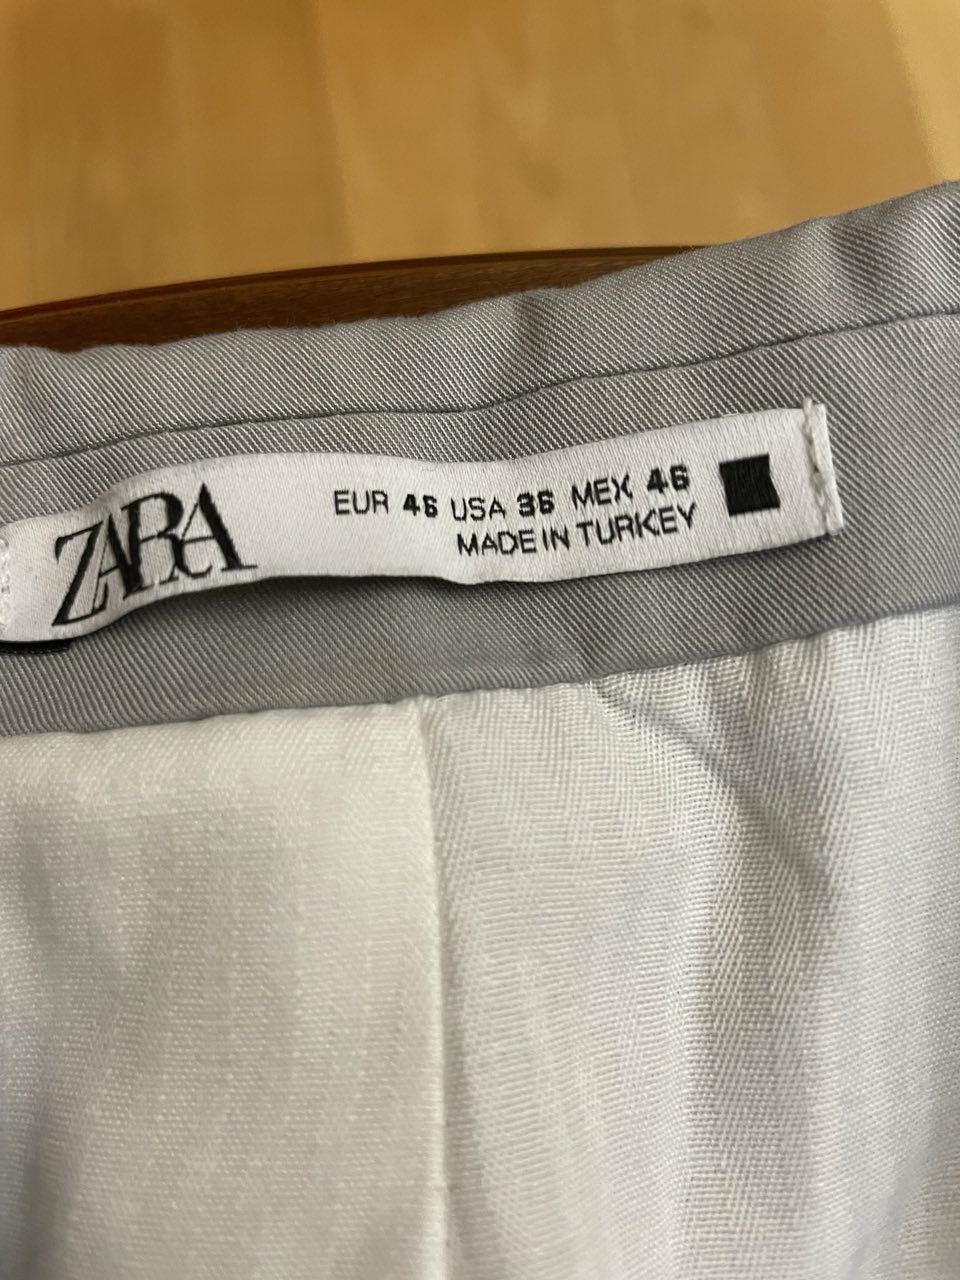 ZARA
EUR 46 USA 36 MEX 46
MADE IN TURKEY